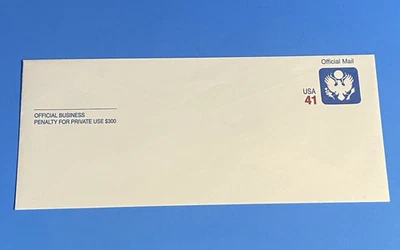 Official Mail
USA
41
OFFICIAL BUSINESS
PENALTY FOR PRIVATE USE $300